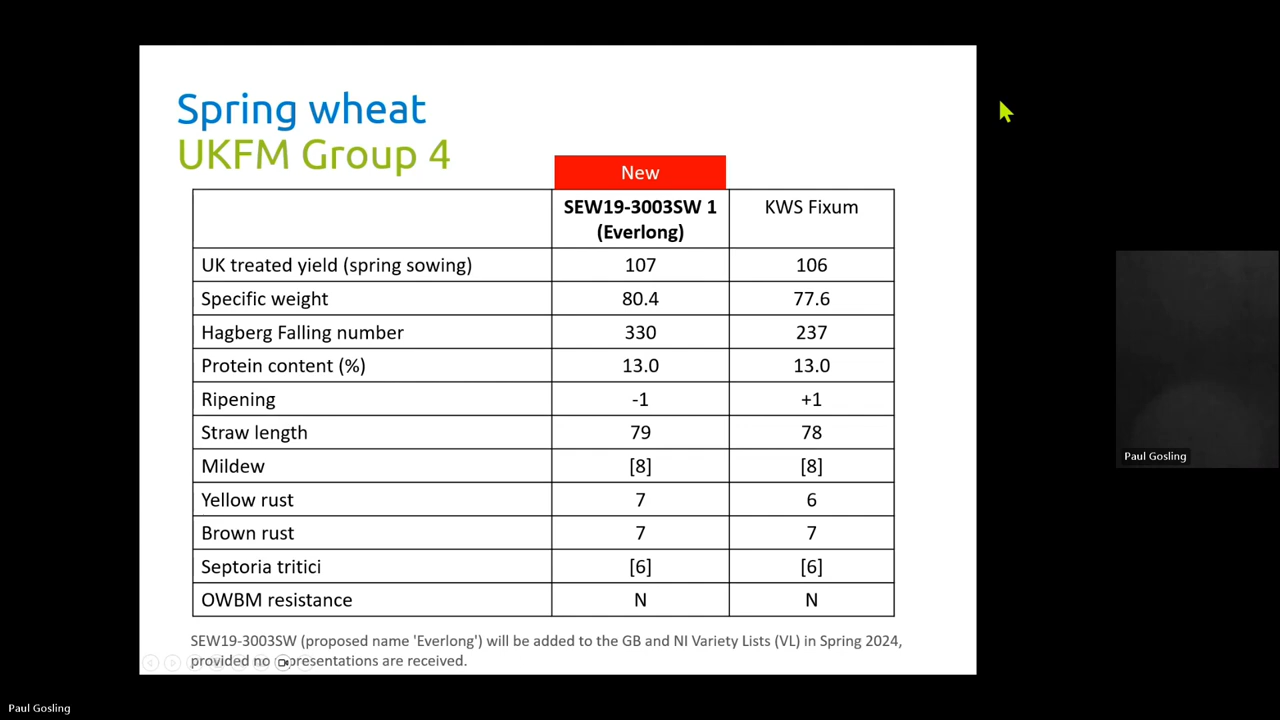 Spring wheat
UKFM Group 4
New
SEW19-3003SW 1 KWS Fixum
(Everlong)
UK treated yield (spring sowing) 107 106
Specific weight 80.4 77.6
Hagberg Falling number 330 237
Protein content (%) 13.0 13.0
Ripening -1 +1
Straw length 79 78
Mildew [8] [8]
Yellow rust 7 6
Brown rust 7 7
Septoria tritici [6] [6]
OWBM resistance N N
SEW19-3003SW (proposed name 'Everlong') will be added to the GB and NI Variety Lists (VL) in Spring 2024,
provided no representations are received.
Paul Gosling
Paul Gosling